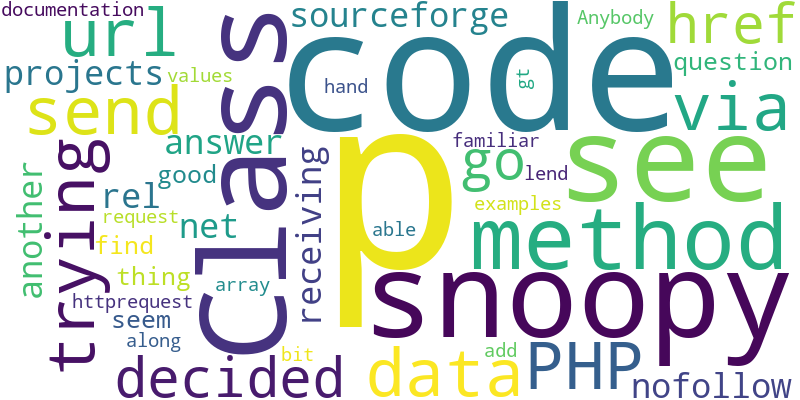 documentation
url
sourceforge
Anybody
href
projects
values
code
hand
gt
question
send
class
via
answer
familiar
see
good
p
go
lend
trying
another
rel
receiving
examples
request
net
able
method
find
thing
array
snoopy
httprequest
seem
along
bit
add
PHP
decided
data
nofollow